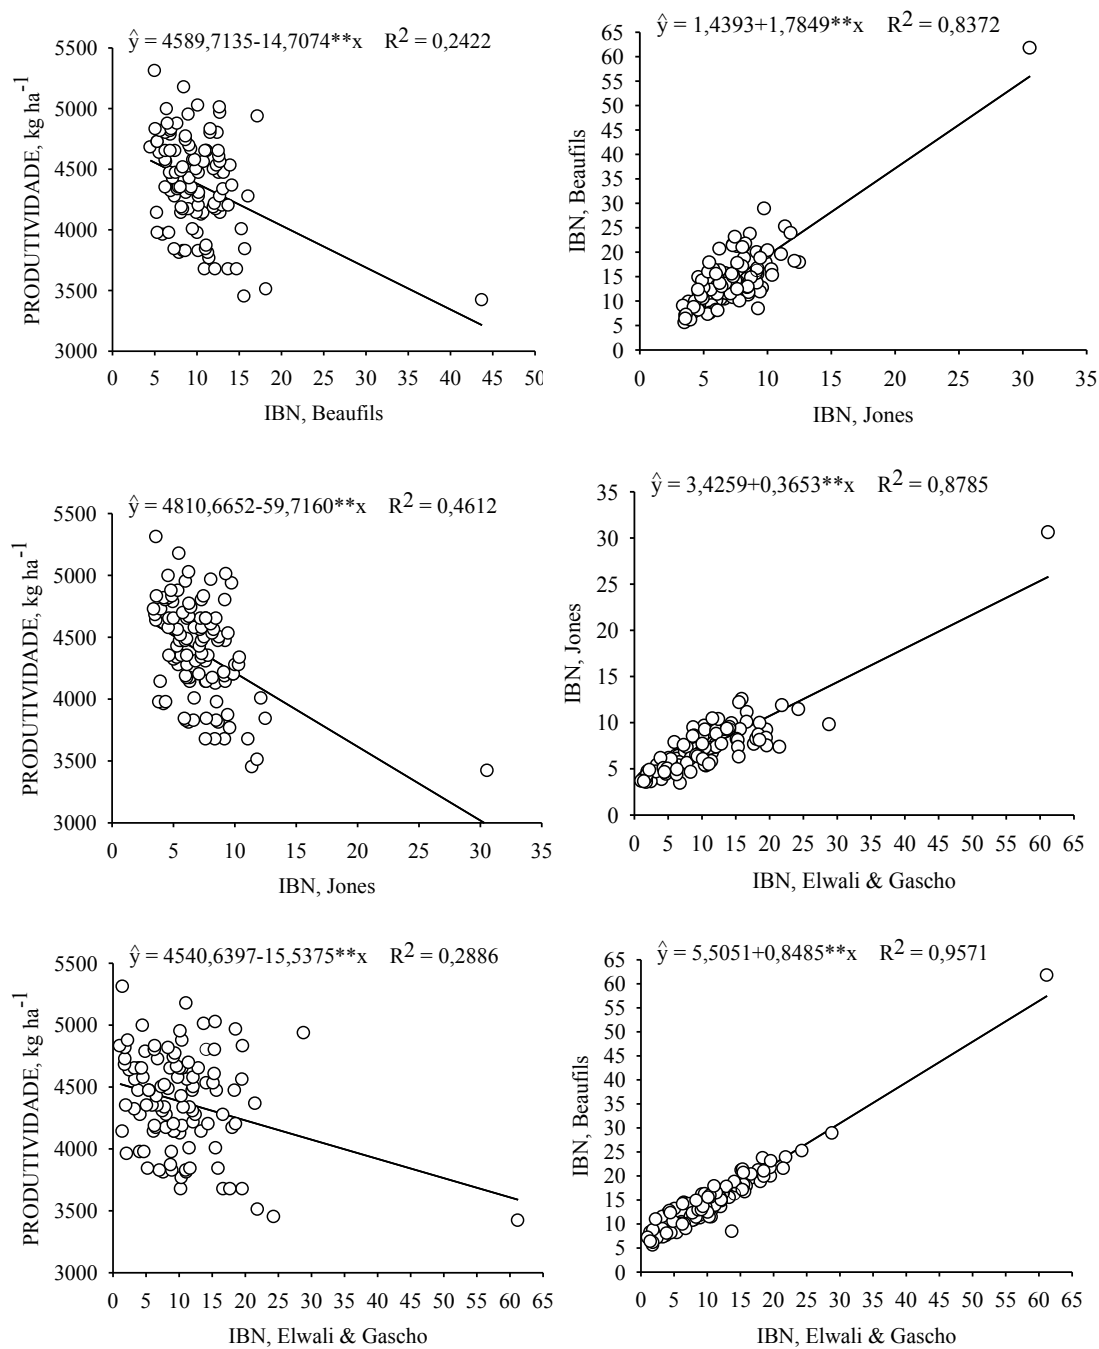 ŷ = 4589,7135-14,7074**x R² = 0,2422
PRODUTIVIDADE, kg ha⁻¹
5500
5000
4500
4000
3500
3000
0 5 10 15 20 25 30 35 40 45 50
IBN, Beaufils
ŷ = 1,4393+1,7849**x R² = 0,8372
IBN, Beaufils
65
60
55
50
45
40
35
30
25
20
15
10
5
0
0 5 10 15 20 25 30 35
IBN, Jones
ŷ = 4810,6652-59,7160**x R² = 0,4612
PRODUTIVIDADE, kg ha⁻¹
5500
5000
4500
4000
3500
3000
0 5 10 15 20 25 30 35
IBN, Jones
ŷ = 3,4259+0,3653**x R² = 0,8785
IBN, Jones
35
30
25
20
15
10
5
0
0 5 10 15 20 25 30 35 40 45 50 55 60 65
IBN, Elwali & Gascho
ŷ = 4540,6397-15,5375**x R² = 0,2886
PRODUTIVIDADE, kg ha⁻¹
5500
5000
4500
4000
3500
3000
0 5 10 15 20 25 30 35 40 45 50 55 60 65
IBN, Elwali & Gascho
ŷ = 5,5051+0,8485**x R² = 0,9571
IBN, Beaufils
65
60
55
50
45
40
35
30
25
20
15
10
5
0
0 5 10 15 20 25 30 35 40 45 50 55 60 65
IBN, Elwali & Gascho